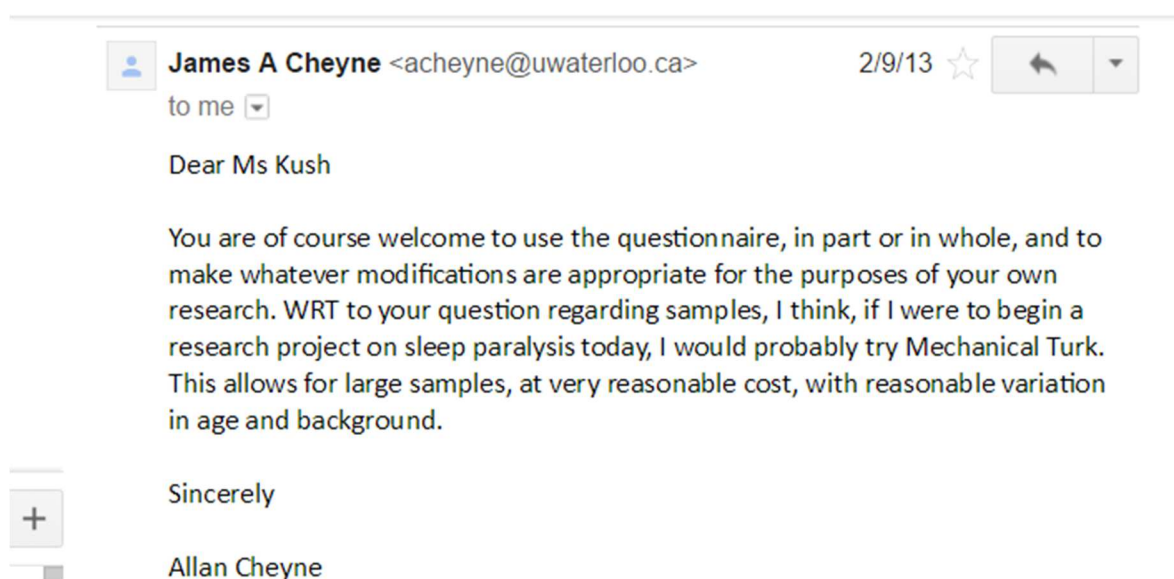 James A Cheyne <acheyne@uwaterloo.ca> 2/9/13
to me
Dear Ms Kush
You are of course welcome to use the questionnaire, in part or in whole, and to
make whatever modifications are appropriate for the purposes of your own
research. WRT to your question regarding samples, I think, if I were to begin a
research project on sleep paralysis today, I would probably try Mechanical Turk.
This allows for large samples, at very reasonable cost, with reasonable variation
in age and background.
Sincerely
Allan Cheyne